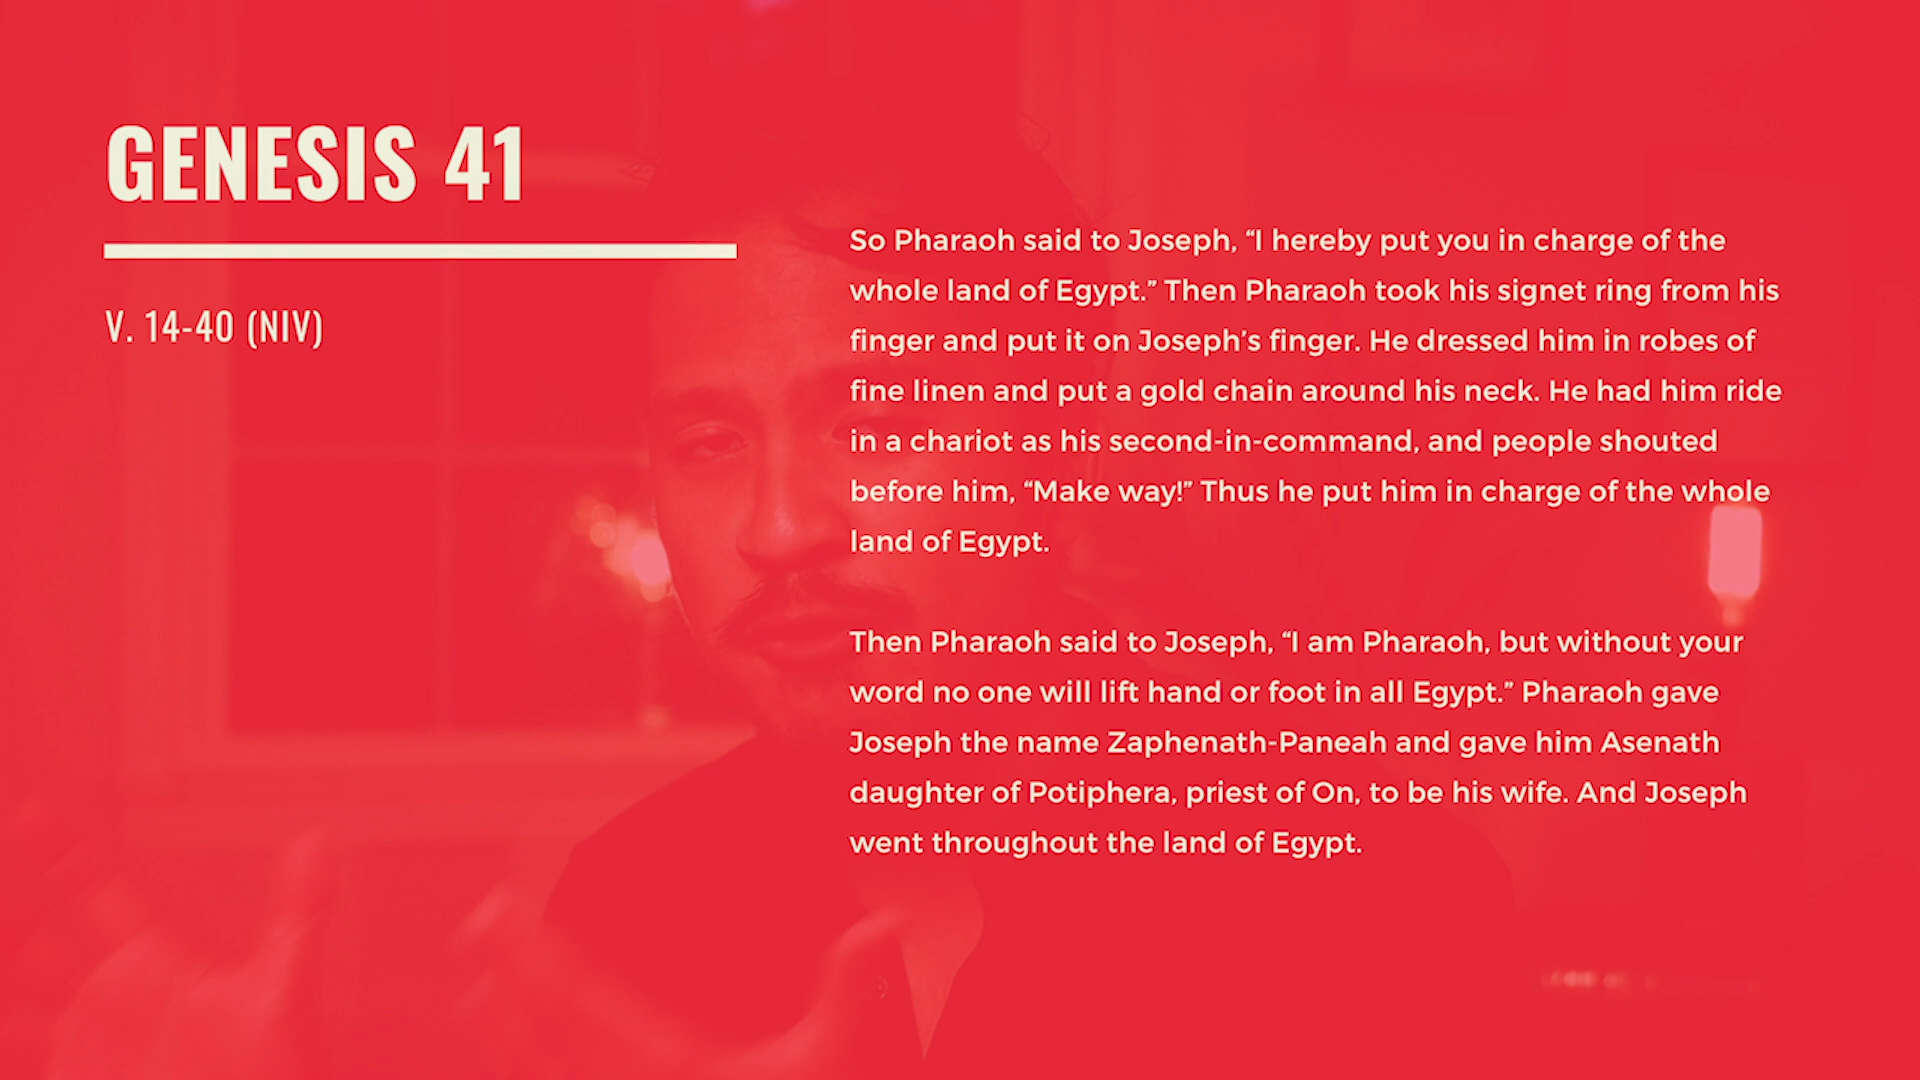 GENESIS 41
V. 14-40 (NIV)
So Pharaoh said to Joseph, “I hereby put you in charge of the
whole land of Egypt.” Then Pharaoh took his signet ring from his
finger and put it on Joseph’s finger. He dressed him in robes of
fine linen and put a gold chain around his neck. He had him ride
in a chariot as his second-in-command, and people shouted
before him, “Make way!” Thus he put him in charge of the whole
land of Egypt.
Then Pharaoh said to Joseph, “I am Pharaoh, but without your
word no one will lift hand or foot in all Egypt.” Pharaoh gave
Joseph the name Zaphenath-Paneah and gave him Asenath
daughter of Potiphera, priest of On, to be his wife. And Joseph
went throughout the land of Egypt.